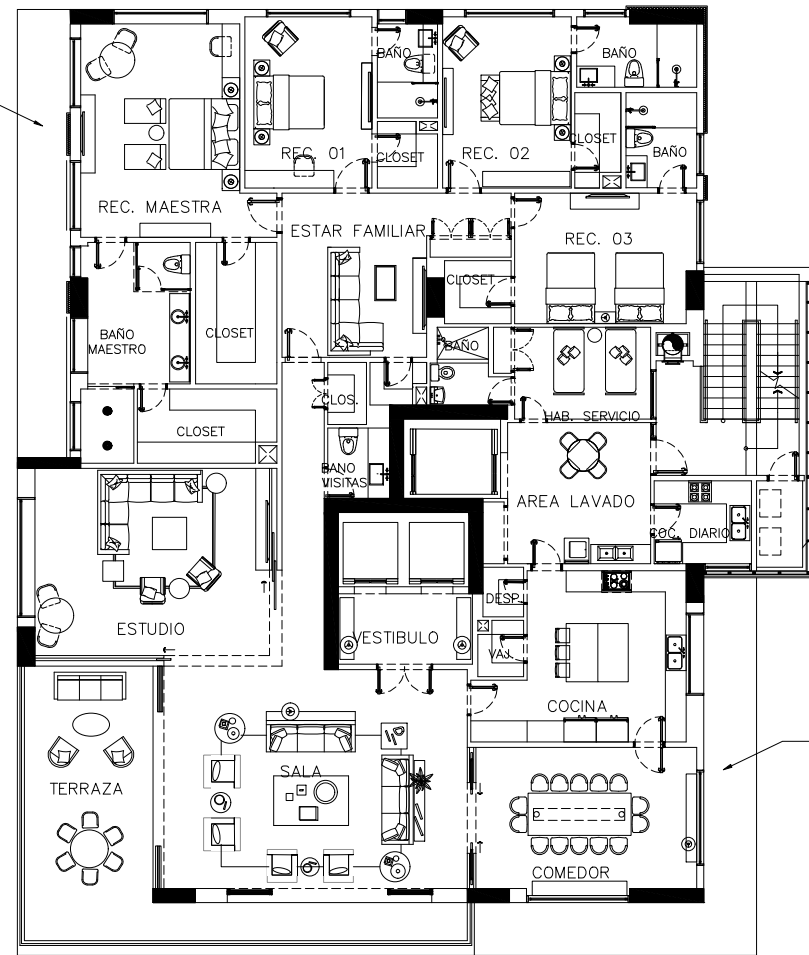 BAÑO
BAÑO
REC. 01
CLOSET
REC. 02
CLOSET
BAÑO
REC. MAESTRA
ESTAR FAMILIAR
REC. 03
CLOSET
BAÑO
MAESTRO
CLOSET
BAÑO
CLOS.
HAB. SERVICIO
CLOSET
BANO
VISITAS
AREA LAVADO
COC. DIARIO
ESTUDIO
DESP.
VESTIBULO
VAJ.
COCINA
SALA
TERRAZA
COMEDOR